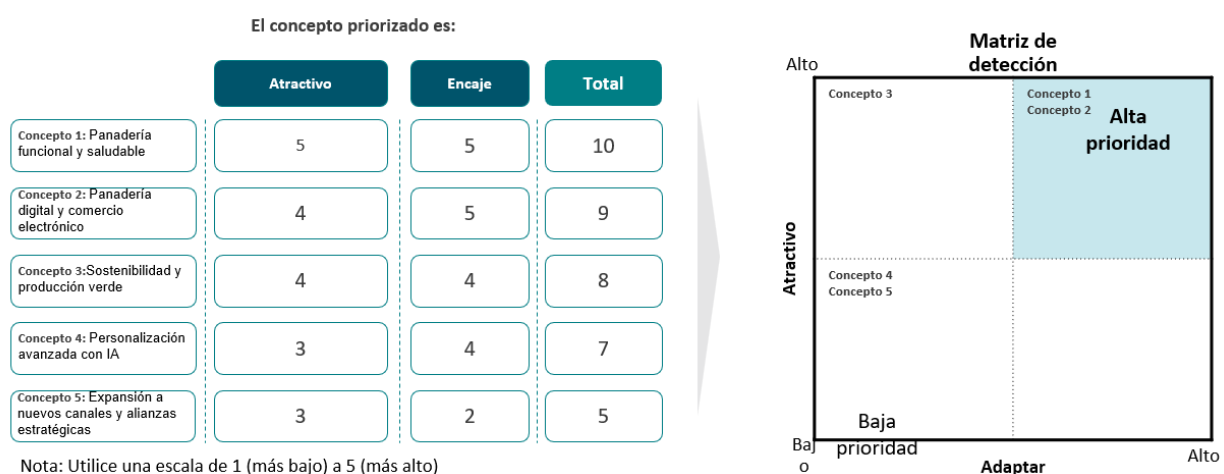 El concepto priorizado es:
Atractivo
Encaje
Total
Concepto 1: Panadería
funcional y saludable
5
5
10
Concepto 2: Panadería
digital y comercio
electrónico
4
5
9
Concepto 3:Sostenibilidad y
producción verde
4
4
8
Concepto 4: Personalización
avanzada con IA
3
4
7
Concepto 5: Expansión a
nuevos canales y alianzas
estratégicas
3
2
5
Nota: Utilice una escala de 1 (más bajo) a 5 (más alto)
Matriz de
detección
Alto
Concepto 3
Concepto 1
Concepto 2
Alta
prioridad
Atractivo
Concepto 4
Concepto 5
Baja
prioridad
Baj
o
Adaptar
Alto